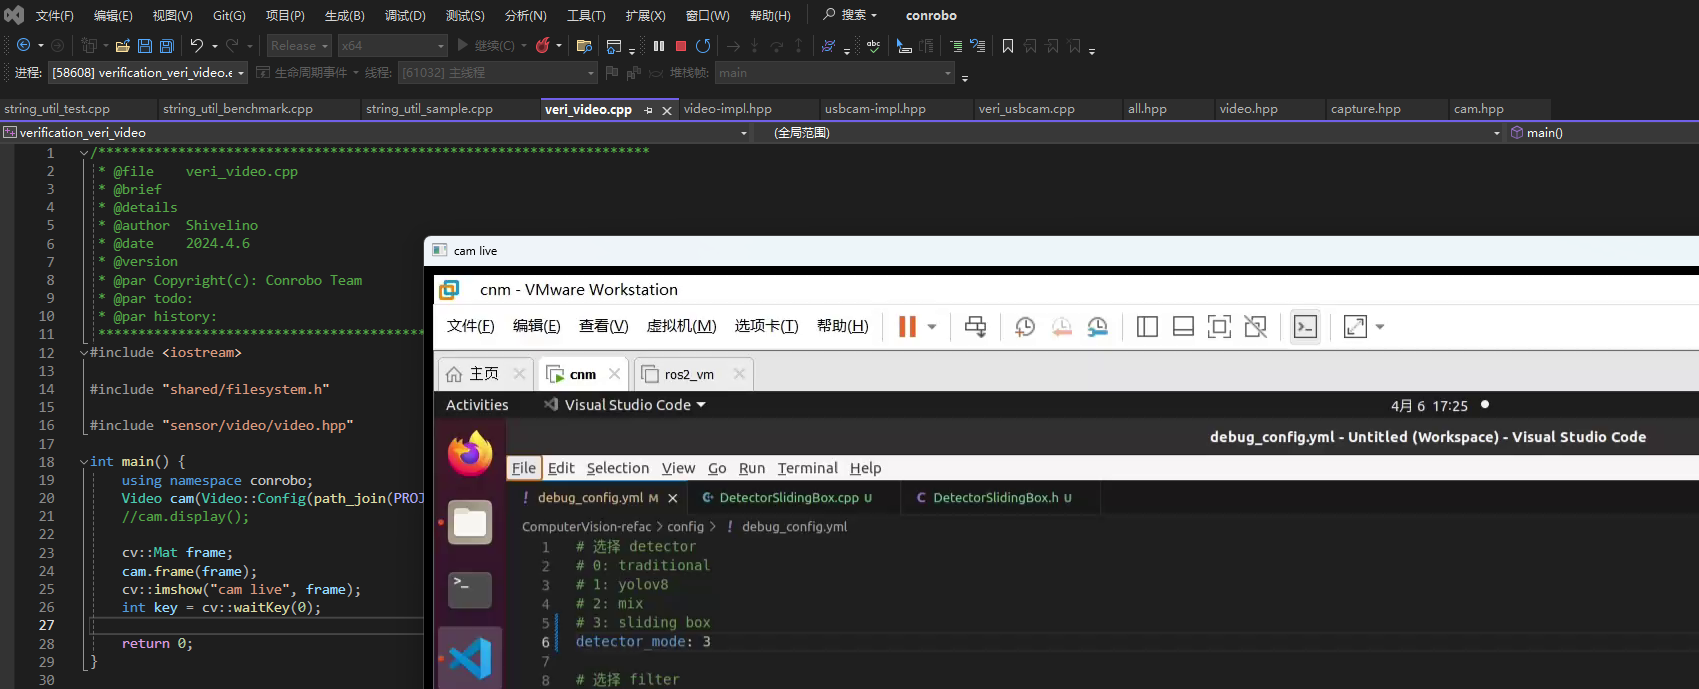 文件(F) 编辑(E) 视图(V) Git(G) 项目(P) 生成(B) 调试(D) 测试(S) 分析(N) 工具(T) 扩展(X) 窗口(W) 帮助(H) 搜索 conrobo
Release x64 继续(C)
进程: [58608] verification_veri_video.e 生命周期事件 线程: [61032] 主线程 堆栈帧: main
string_util_test.cpp string_util_benchmark.cpp string_util_sample.cpp veri_video.cpp video-impl.hpp usbcam-impl.hpp veri_usbcam.cpp all.hpp video.hpp capture.hpp cam.hpp
verification_veri_video (全局范围) main()
1 /*********************************************************************
2 * @file veri_video.cpp
3 * @brief
4 * @details
5 * @author Shivelino
6 * @date 2024.4.6
7 * @version
8 * @par Copyright(c): Conrobo Team
9 * @par todo:
10 * @par history:
11 *****************************************
12 #include <iostream>
13
14 #include "shared/filesystem.h"
15
16 #include "sensor/video/video.hpp"
17
18 int main() {
19 using namespace conrobo;
20 Video cam(Video::Config(path_join(PROJ
21 //cam.display();
22
23 cv::Mat frame;
24 cam.frame(frame);
25 cv::imshow("cam live", frame);
26 int key = cv::waitKey(0);
27
28 return 0;
29 }
30
cam live
cnm - VMware Workstation
文件(F) 编辑(E) 查看(V) 虚拟机(M) 选项卡(T) 帮助(H)
主页 cnm ros2_vm
Activities Visual Studio Code 4月 6 17:25
debug_config.yml - Untitled (Workspace) - Visual Studio Code
File Edit Selection View Go Run Terminal Help
! debug_config.yml M DetectorSlidingBox.cpp U C DetectorSlidingBox.h U
ComputerVision-refac > config > ! debug_config.yml
1 # 选择 detector
2 # 0: traditional
3 # 1: yolov8
4 # 2: mix
5 # 3: sliding box
6 detector_mode: 3
7
8 # 选择 filter